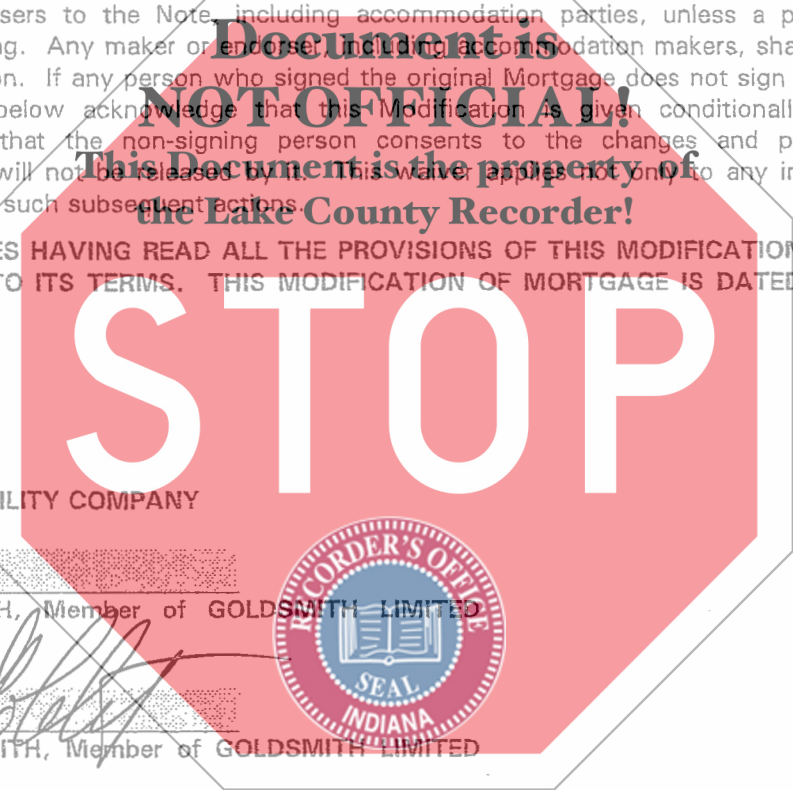 sers to the Note, including accommodation parties, unless a p
Document is
g. Any maker or endorser, including accommodation makers, sha
n. If any person who signed the original Mortgage does not sign
NOT OFFICIAL!
below acknowledge that this Modification is given conditionall
that the non-signing person consents to the changes and p
This Document is the property of
will not be released by it. This waiver applies not only to any in
such subsequent actions.
the Lake County Recorder!
ES HAVING READ ALL THE PROVISIONS OF THIS MODIFICATION
TO ITS TERMS. THIS MODIFICATION OF MORTGAGE IS DATED
STOP
ILITY COMPANY
RECORDER'S OFFICE
H, Member of GOLDSMITH LIMITED
SEAL
INDIANA
ITH, Member of GOLDSMITH LIMITED